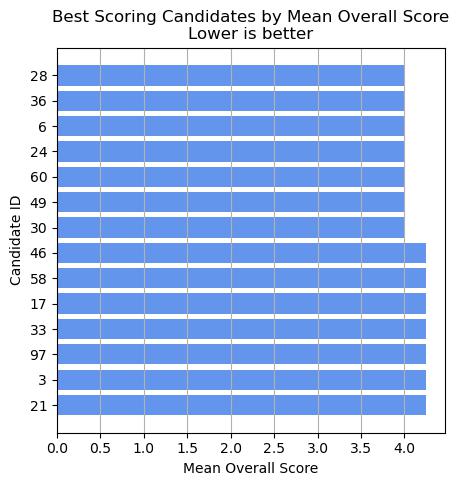 Best Scoring Candidates by Mean Overall Score
Lower is better
Candidate ID
28
36
6
24
60
49
30
46
58
17
33
97
3
21
0.0 0.5 1.0 1.5 2.0 2.5 3.0 3.5 4.0
Mean Overall Score